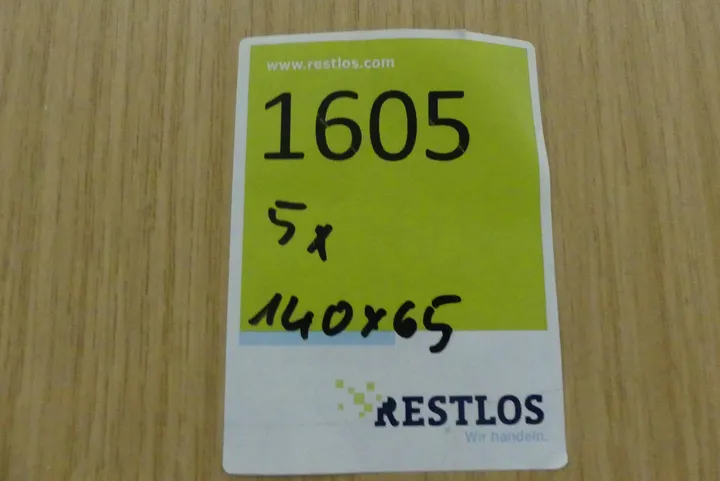 www.restlos.com
1605
5x
140x65
RESTLOS
Wir handeln.